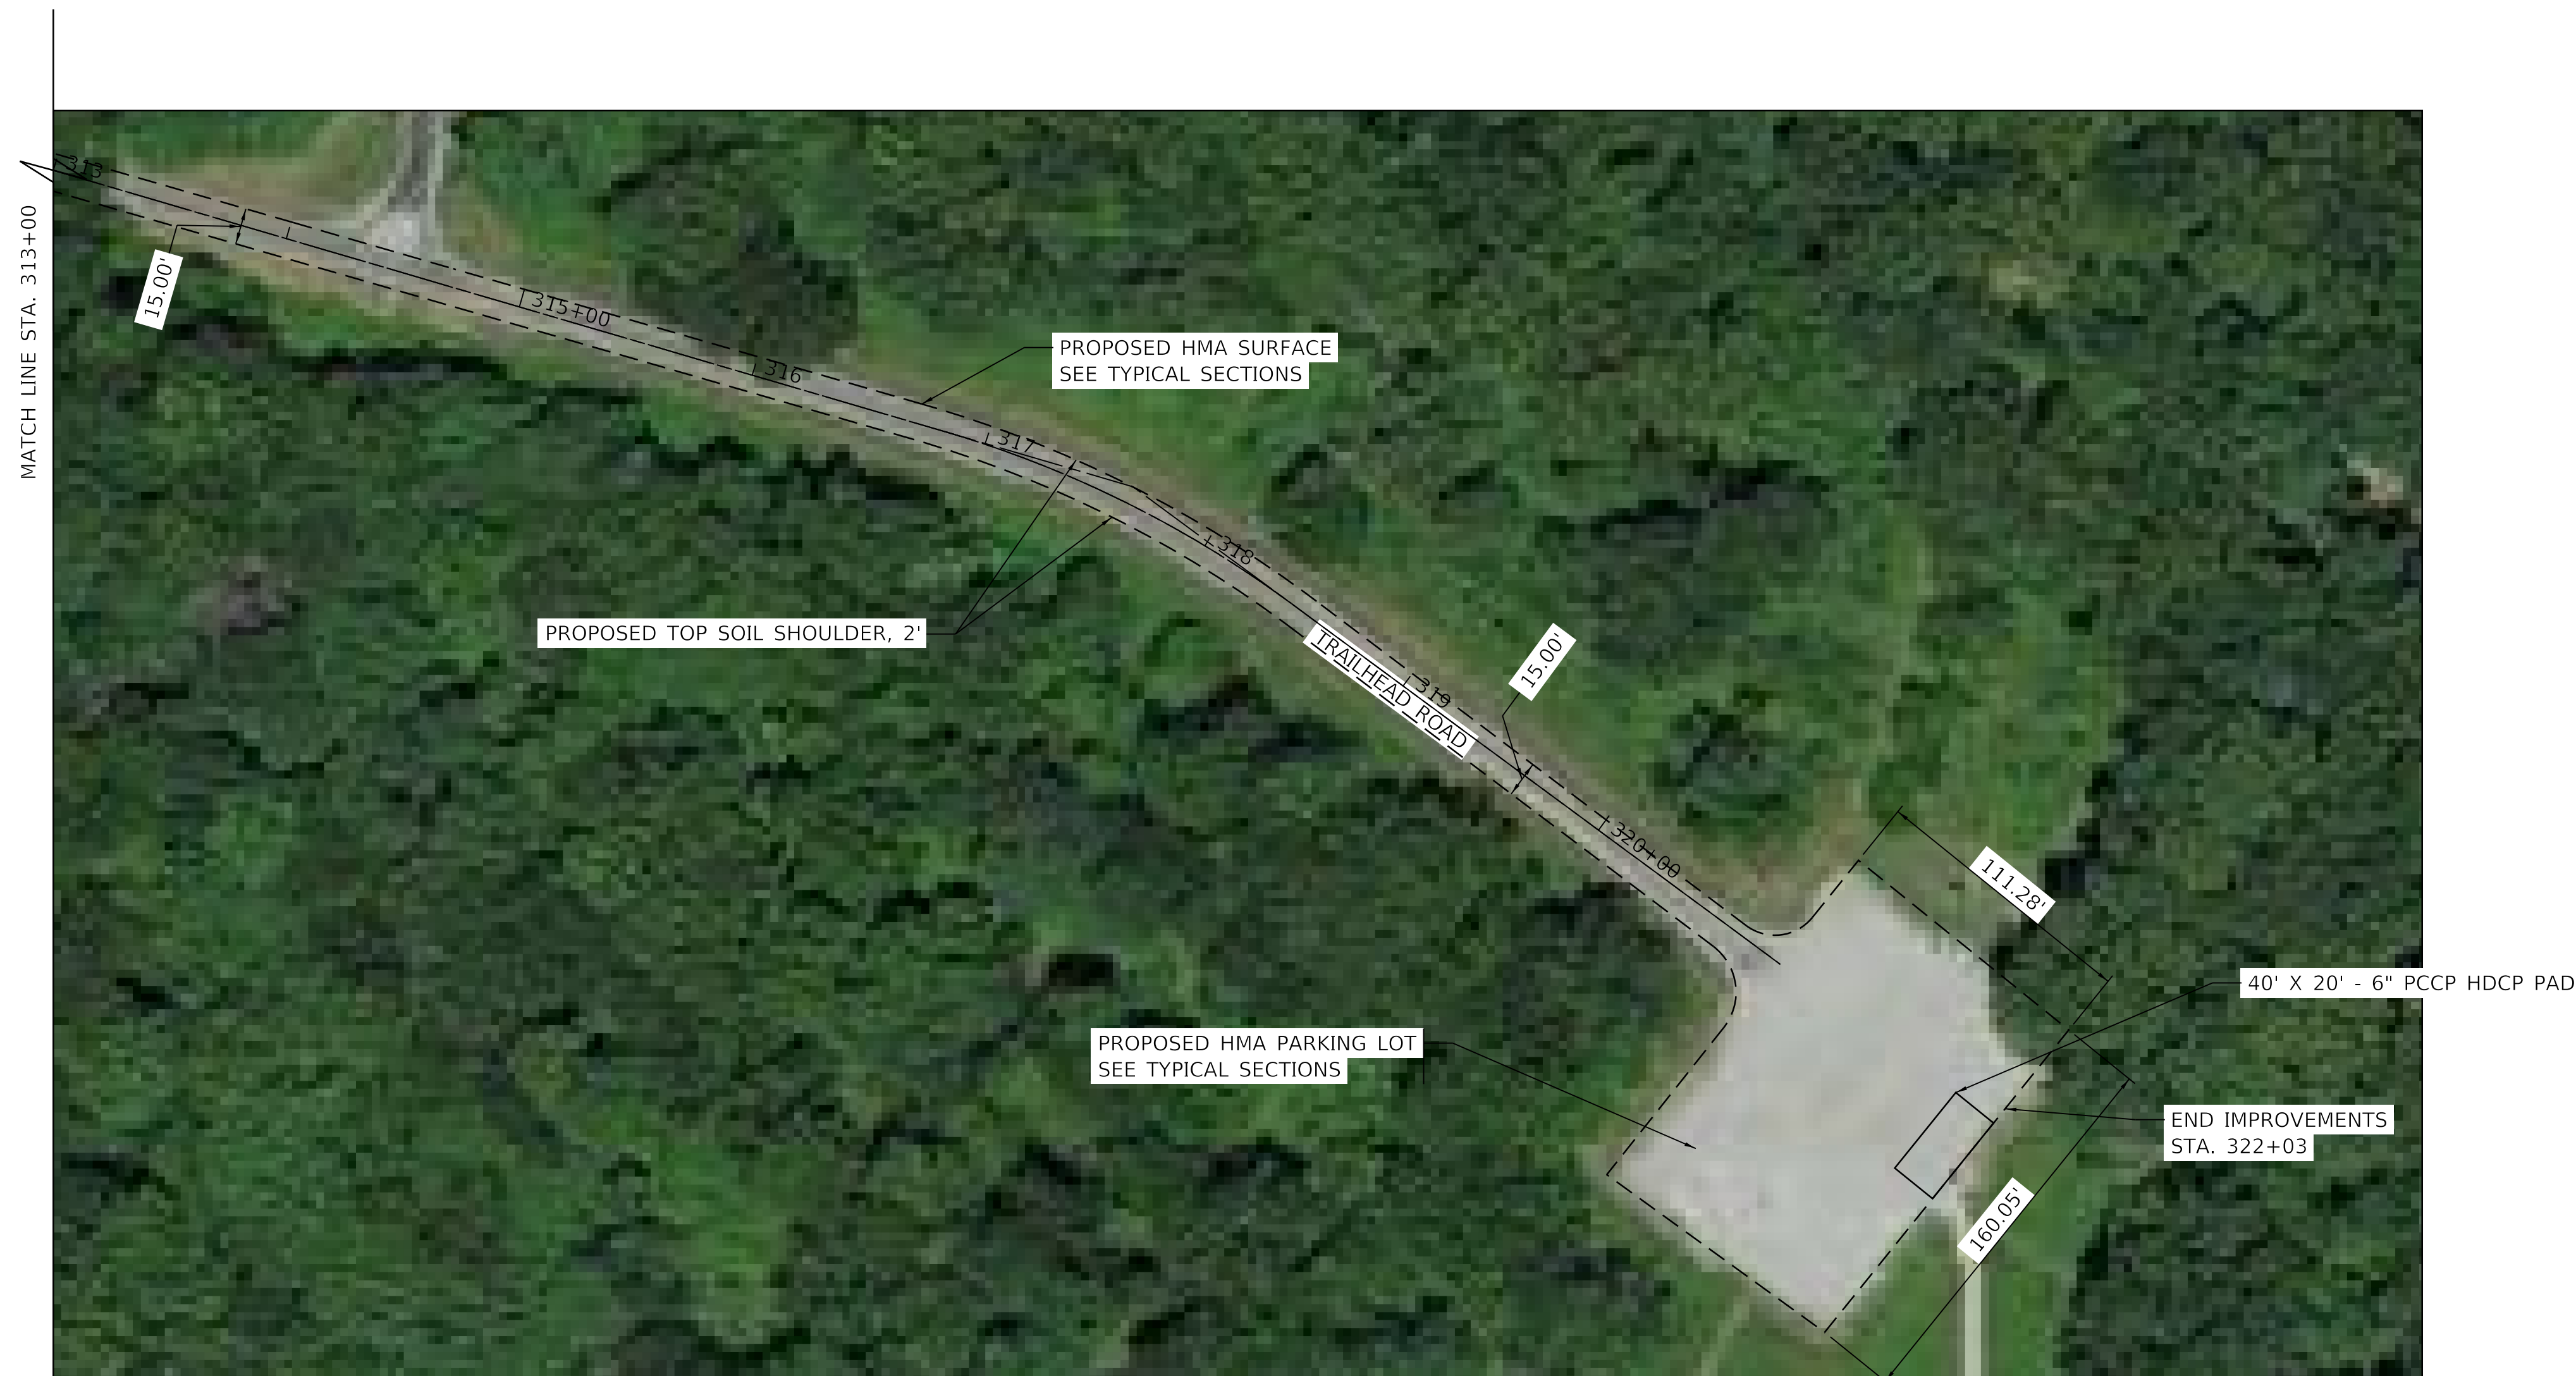 MATCH LINE STA. 313+00
313
15.00'
315+00
316
PROPOSED HMA SURFACE
SEE TYPICAL SECTIONS
317
318
PROPOSED TOP SOIL SHOULDER, 2'
TRAILHEAD ROAD
319
15.00'
320+00
111.28'
40' X 20' - 6" PCCP HDCP PAD
PROPOSED HMA PARKING LOT
SEE TYPICAL SECTIONS
END IMPROVEMENTS
STA. 322+03
160.05'